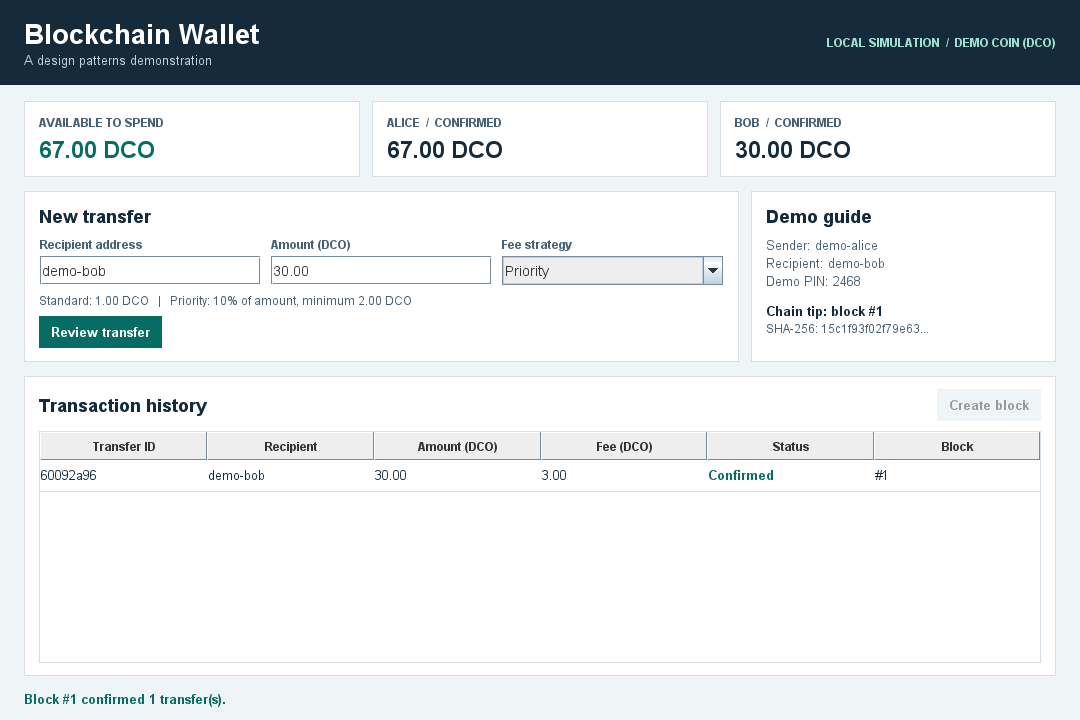 Blockchain Wallet
A design patterns demonstration
LOCAL SIMULATION / DEMO COIN (DCO)
AVAILABLE TO SPEND
67.00 DCO
ALICE / CONFIRMED
67.00 DCO
BOB / CONFIRMED
30.00 DCO
New transfer
Recipient address
Amount (DCO)
Fee strategy
demo-bob
30.00
Priority
Standard: 1.00 DCO | Priority: 10% of amount, minimum 2.00 DCO
Review transfer
Demo guide
Sender: demo-alice
Recipient: demo-bob
Demo PIN: 2468
Chain tip: block #1
SHA-256: 15c1f93f02f79e63...
Transaction history
Create block
Transfer ID Recipient Amount (DCO) Fee (DCO) Status Block
60092a96 demo-bob 30.00 3.00 Confirmed #1
Block #1 confirmed 1 transfer(s).